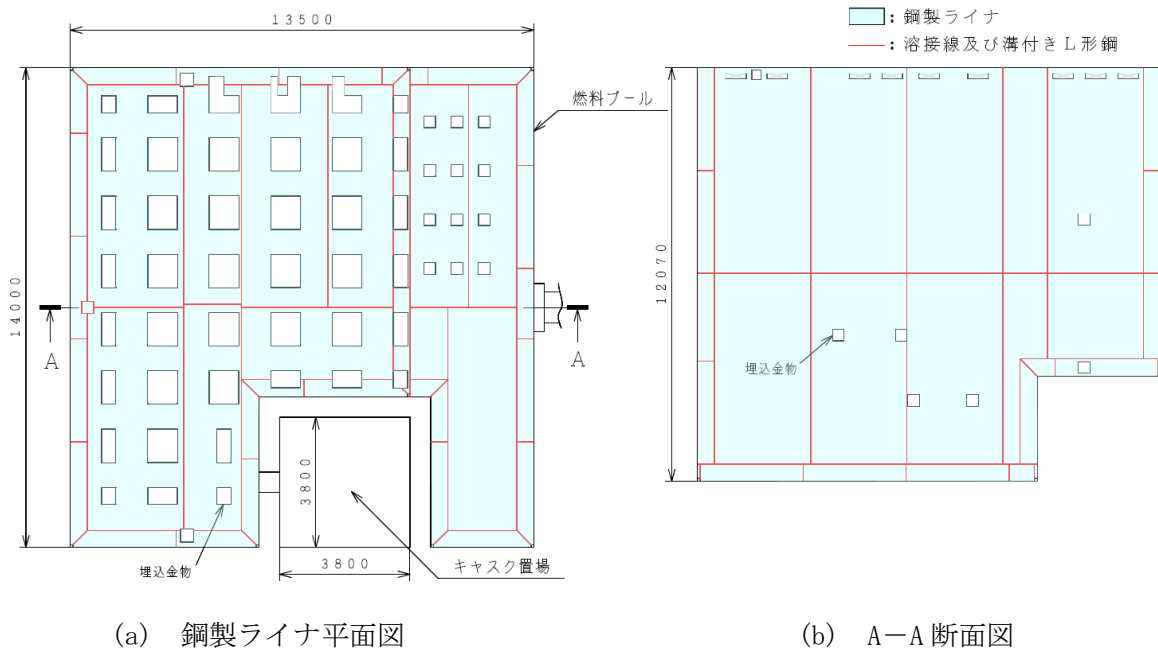 13500
：鋼製ライナ
：溶接線及び溝付きL形鋼
燃料プール
14000
12070
A
A
埋込金物
3800
3800
埋込金物
キャスク置場
(a) 鋼製ライナ平面図
(b) A－A断面図